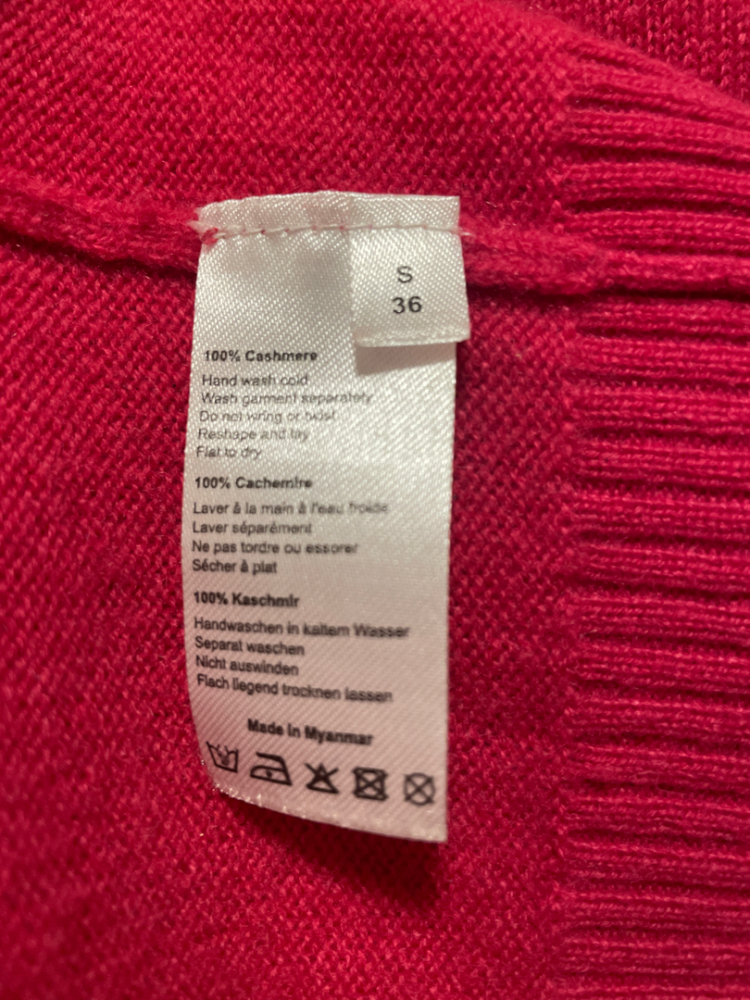 S
36
100% Cashmere
Hand wash cold
Wash garment separately
Do not wring or twist
Reshape and lay
Flat to dry
100% Cachemire
Laver à la main à l'eau froide
Laver séparément
Ne pas tordre ou essorer
Sécher à plat
100% Kaschmir
Handwaschen in kaltem Wasser
Separat waschen
Nicht auswinden
Flach liegend trocknen lassen
Made in Myanmar